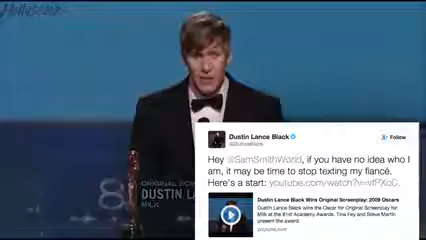 Hollyscoop
Dustin Lance Black
@DLanceBlack
Follow
Hey @SamSmithWorld, if you have no idea who I
am, it may be time to stop texting my fiancé.
Here's a start: youtube.com/watch?
Dustin Lance Black Wins Original Screenplay: 2009 Oscars
Dustin Lance Black wins the Oscar for Original Screenplay for
Milk at the 81st Academy Awards. Tina Fey and Steve Martin
present the award.
youtube.com
ORIGINAL
DUSTIN LA
MILK